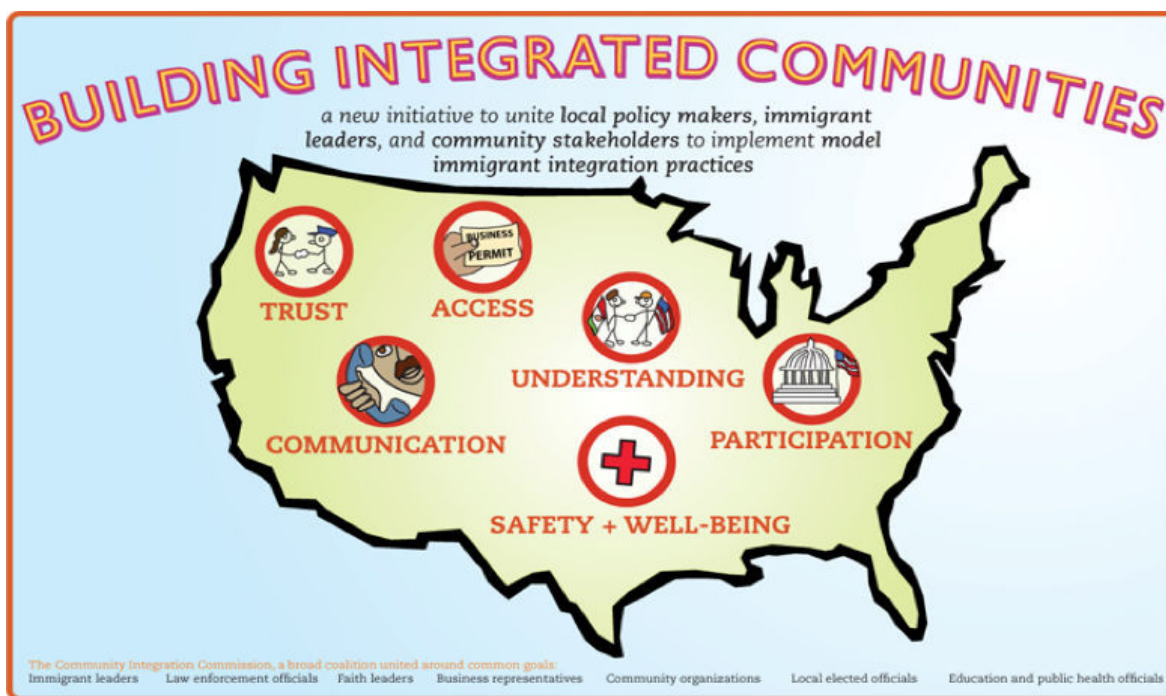 BUILDING INTEGRATED COMMUNITIES
a new initiative to unite local policy makers, immigrant
leaders, and community stakeholders to implement model
immigrant integration practices
BUSINESS
PERMIT
TRUST
ACCESS
UNDERSTANDING
COMMUNICATION
PARTICIPATION
SAFETY + WELL-BEING
The Community Integration Commission, a broad coalition united around common goals:
Immigrant leaders Law enforcement officials Faith leaders Business representatives Community organizations Local elected officials Education and public health officials